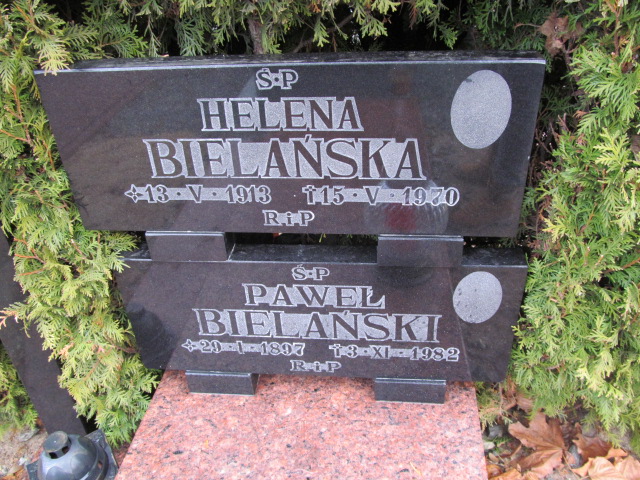 Ś·P
HELENA
BIELAŃSKA
✩13·V·1913 †15·V·1970
R·i·P
Ś·P
PAWEŁ
BIELAŃSKI
✩29·I·1897 †3·XI·1982
R·i·P